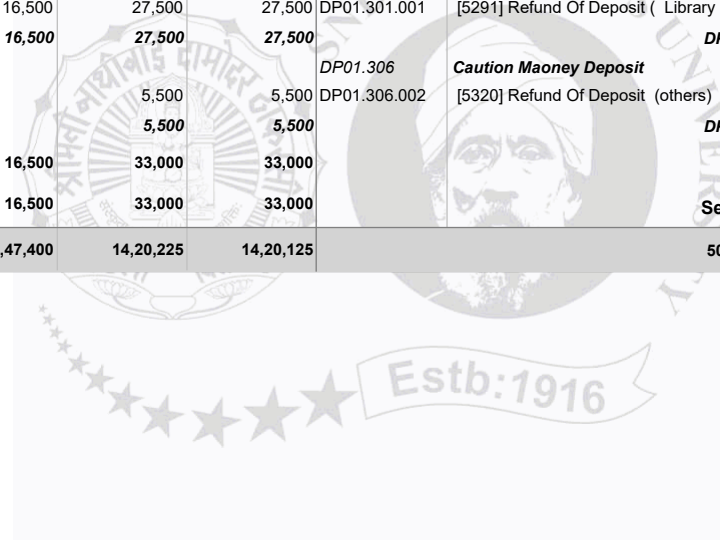 16,500 27,500 27,500 DP01.301.001 [5291] Refund Of Deposit ( Library
16,500 27,500 27,500 DP
DP01.306 Caution Maoney Deposit
5,500 5,500 DP01.306.002 [5320] Refund Of Deposit (others)
5,500 5,500 DP
16,500 33,000 33,000
16,500 33,000 33,000 Se
,47,400 14,20,225 14,20,125 50
श्रीमती नाथीबाई दामोदर ठाकरसी
Estb:1916